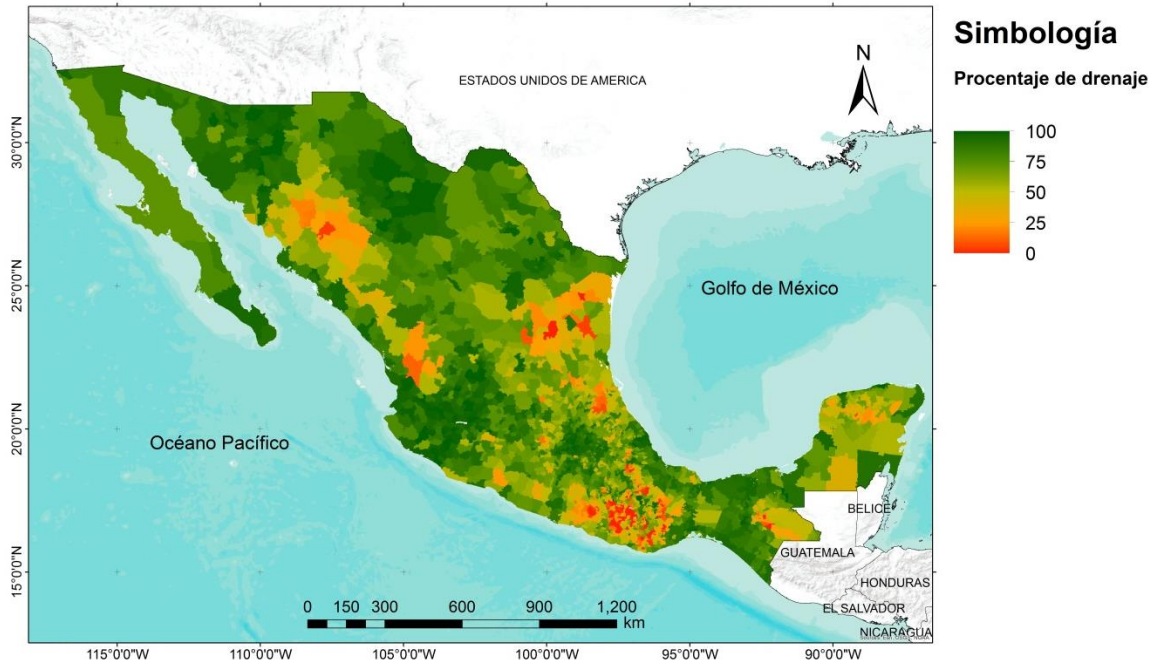 Simbología
Procentaje de drenaje
100
75
50
25
0
N
ESTADOS UNIDOS DE AMERICA
Golfo de México
Océano Pacífico
BELICE
GUATEMALA
HONDURAS
EL SALVADOR
NICARAGUA
0 150 300 600 900 1,200
km
30°0'0"N
25°0'0"N
20°0'0"N
15°0'0"N
115°0'0"W 110°0'0"W 105°0'0"W 100°0'0"W 95°0'0"W 90°0'0"W